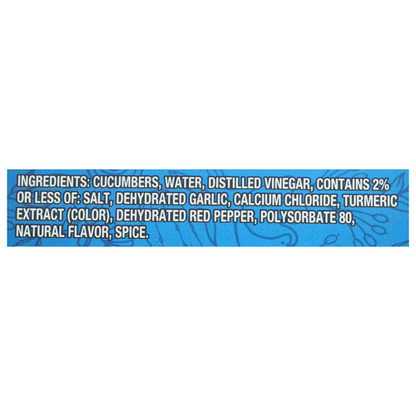 INGREDIENTS: CUCUMBERS, WATER, DISTILLED VINEGAR, CONTAINS 2%
OR LESS OF: SALT, DEHYDRATED GARLIC, CALCIUM CHLORIDE, TURMERIC
EXTRACT (COLOR), DEHYDRATED RED PEPPER, POLYSORBATE 80,
NATURAL FLAVOR, SPICE.